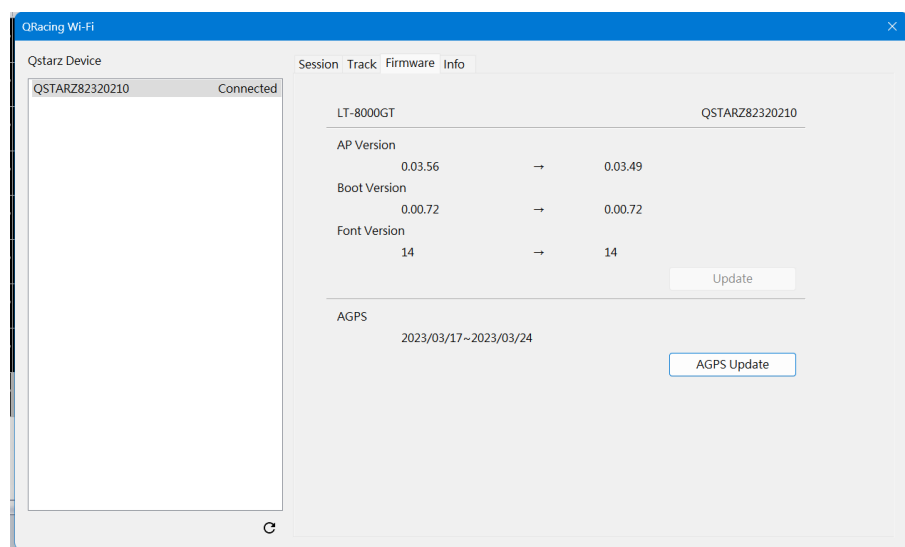 QRacing Wi-Fi
Qstarz Device
Session Track Firmware Info
QSTARZ82320210 Connected
LT-8000GT QSTARZ82320210
AP Version
0.03.56 → 0.03.49
Boot Version
0.00.72 → 0.00.72
Font Version
14 → 14
Update
AGPS
2023/03/17~2023/03/24
AGPS Update